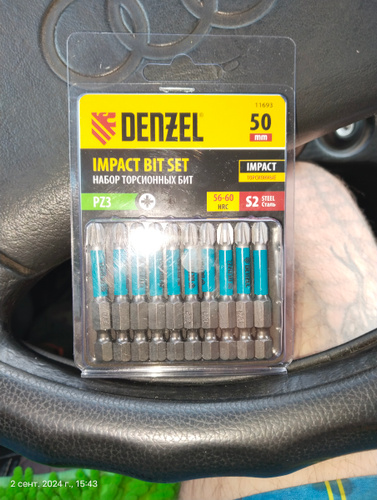 11695
DENZEL
50
mm
IMPACT BIT SET
НАБОР ТОРСИОННЫХ БИТ
IMPACT
ТОРСИОННЫЕ
PZ3
56-60
HRC
S2 STEEL
Сталь
2 сент. 2024 г., 15:43